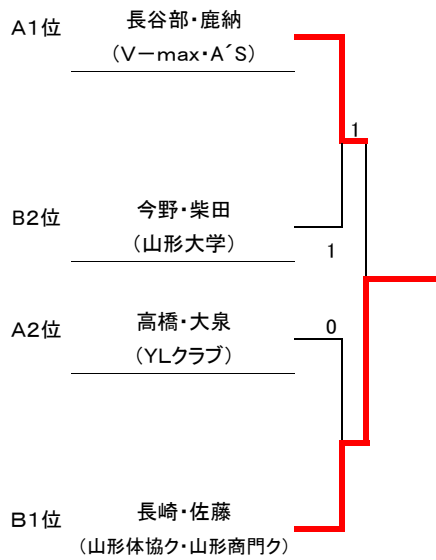 A1位
長谷部・鹿納
(V－max・A´S)
1
B2位
今野・柴田
(山形大学)
1
A2位
高橋・大泉
(YLクラブ)
0
B1位
長崎・佐藤
(山形体協ク・山形商門ク)